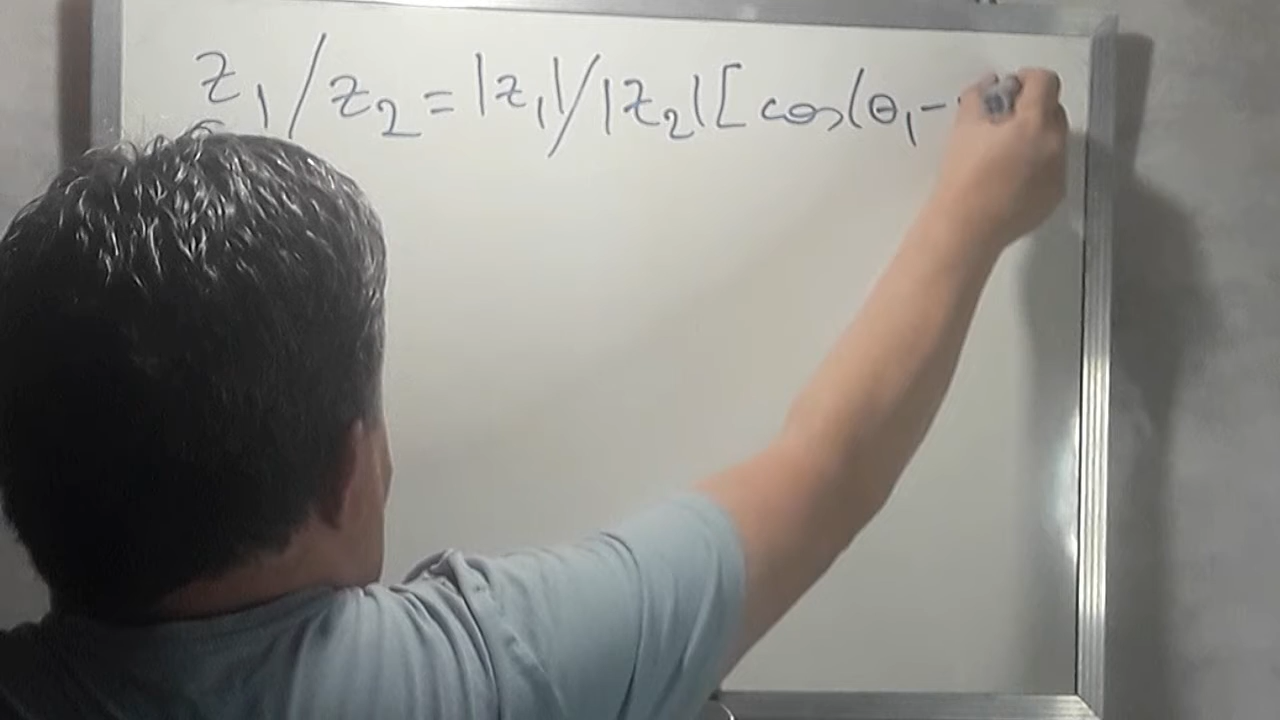 z₁/z₂ = |z₁|/|z₂| [cos(θ₁ -